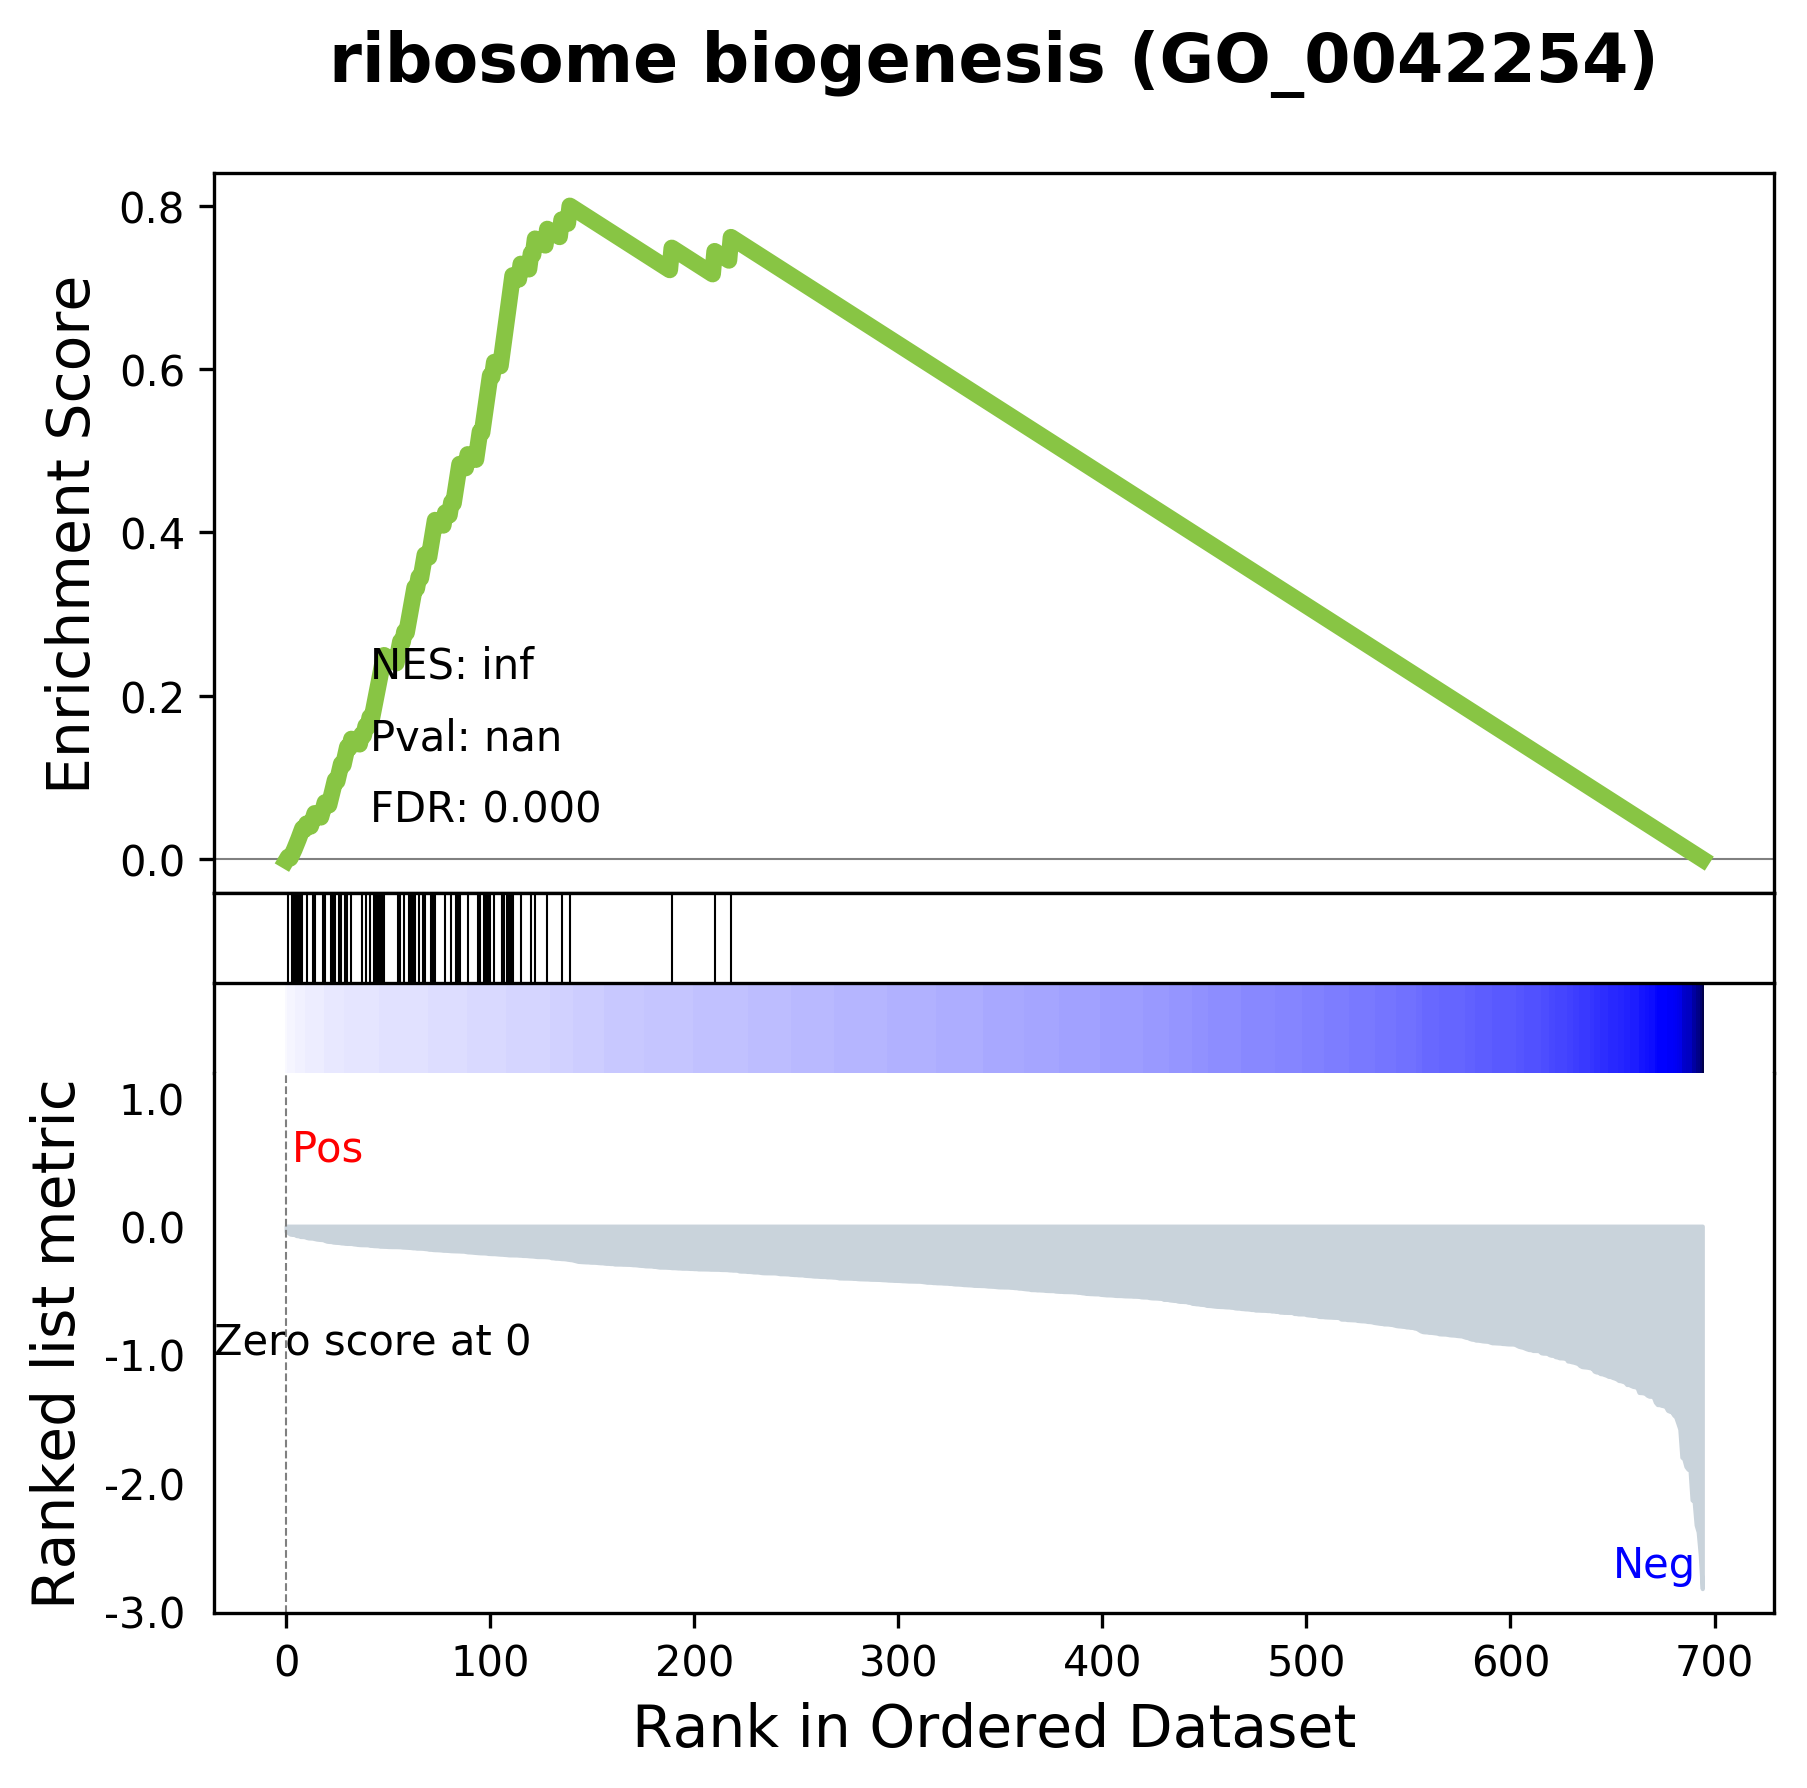 ribosome biogenesis (GO_0042254)
Enrichment Score
0.8
0.6
0.4
0.2
0.0
NES: inf
Pval: nan
FDR: 0.000
Ranked list metric
1.0
0.0
-1.0
-2.0
-3.0
Pos
Zero score at 0
Neg
0 100 200 300 400 500 600 700
Rank in Ordered Dataset